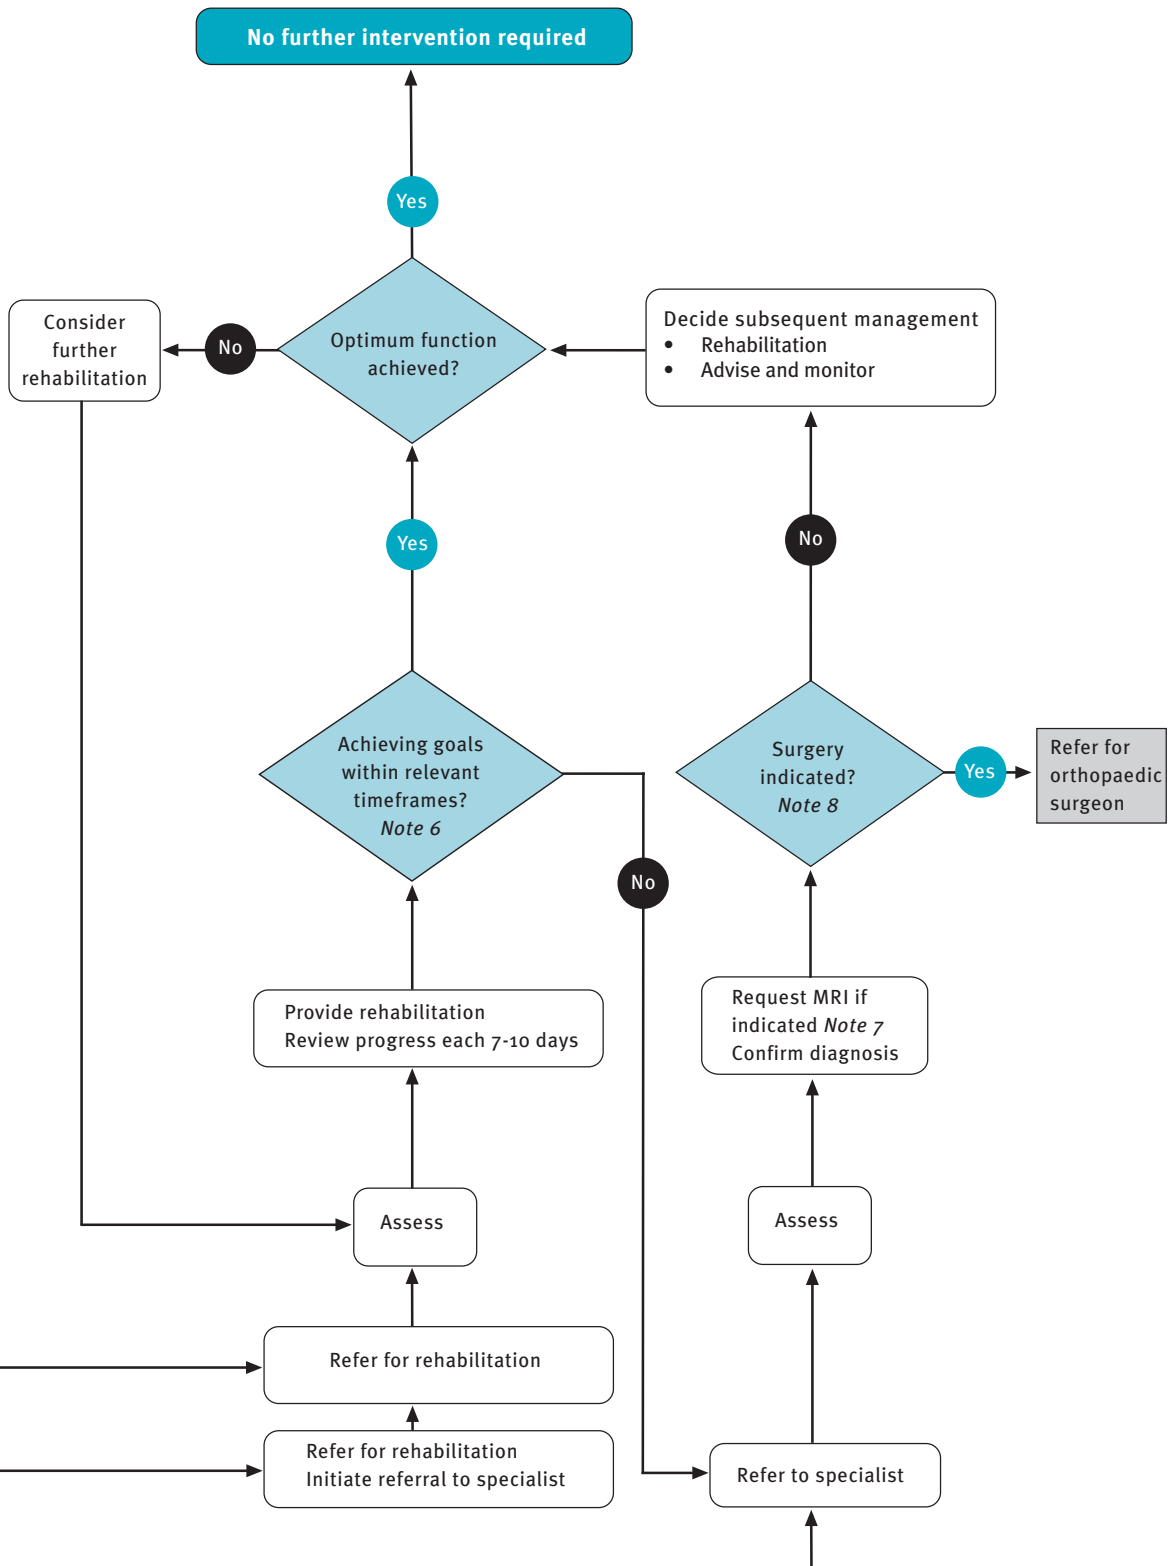 No further intervention required
Yes
Consider
further
rehabilitation
No
Optimum function
achieved?
Decide subsequent management
• Rehabilitation
• Advise and monitor
Yes
No
Achieving goals
within relevant
timeframes?
Note 6
Surgery
indicated?
Note 8
Yes
Refer for
orthopaedic
surgeon
No
Provide rehabilitation
Review progress each 7-10 days
Request MRI if
indicated Note 7
Confirm diagnosis
Assess
Assess
Refer for rehabilitation
Refer for rehabilitation
Initiate referral to specialist
Refer to specialist